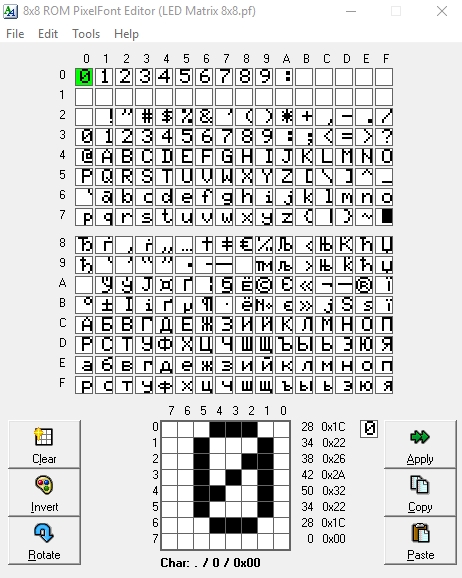 8x8 ROM PixelFont Editor (LED Matrix 8x8.pf)
File Edit Tools Help
0 1 2 3 4 5 6 7 8 9 A B C D E F
0 0 1 2 3 4 5 6 7 8 9 :
1
2 ! " # $ % & ' ( ) * + , - . /
3 0 1 2 3 4 5 6 7 8 9 : ; < = > ?
4 @ A B C D E F G H I J K L M N O
5 P Q R S T U V W X Y Z [ \ ] ^ _
6 ` a b c d e f g h i j k l m n o
7 p q r s t u v w x y z { | } ~
8 Ђ ѓ ‚ ѓ „ … † ‡ € ‰ Љ ‹ Њ Ќ Ћ Џ
9 ђ ‘ ’ “ ” • – — ™ љ › њ ќ ћ џ
A Ў ў Ј ¤ Ґ ¦ § Ё © Є « ¬ - ® Ї
B ° ± І і ґ µ ¶ · ё № є » ј Ѕ ѕ ї
C А Б В Г Д Е Ж З И Й К Л М Н О П
D Р С Т У Ф Х Ц Ч Ш Щ Ъ Ы Ь Э Ю Я
E а б в г д е ж з и й к л м н о п
F р с т у ф х ц ч ш щ ъ ы ь э ю я
7 6 5 4 3 2 1 0
0 28 0x1C
1 34 0x22
2 38 0x26
3 42 0x2A
4 50 0x32
5 34 0x22
6 28 0x1C
7 0 0x00
0
Clear
Invert
Rotate
Apply
Copy
Paste
Char: . / 0 / 0x00